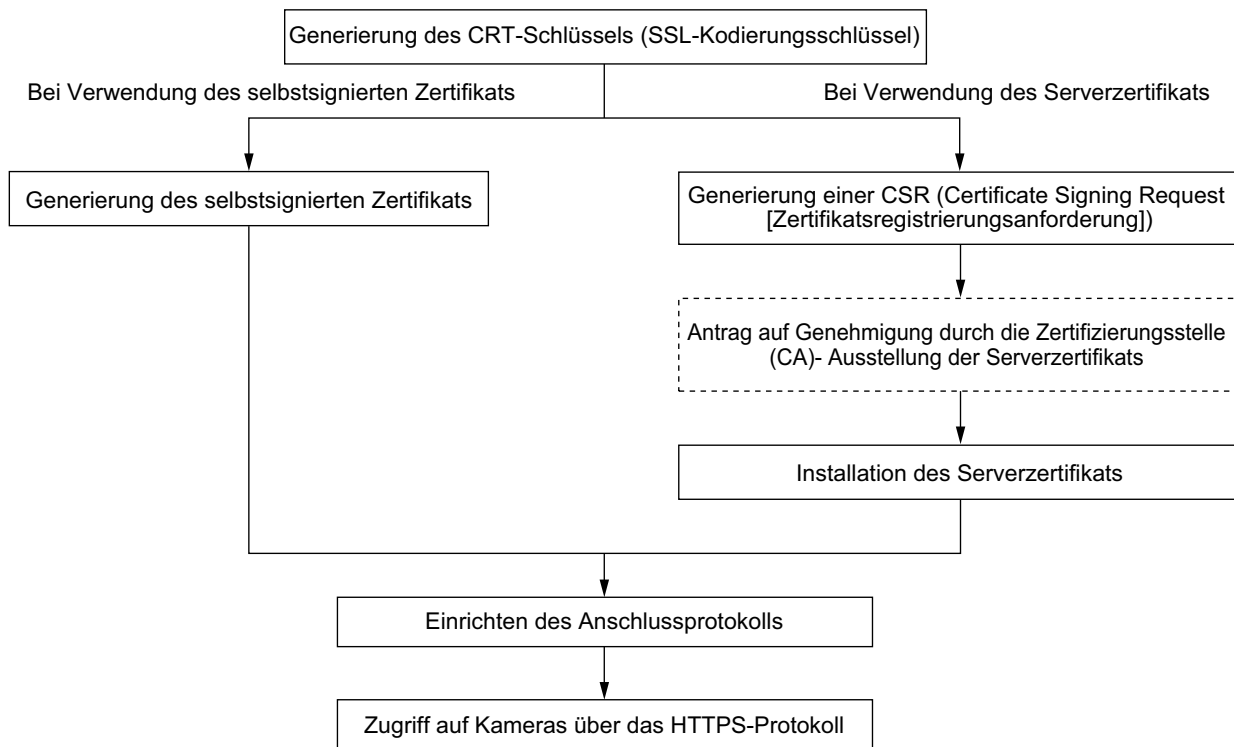 Generierung des CRT-Schlüssels (SSL-Kodierungsschlüssel)
Bei Verwendung des selbstsignierten Zertifikats
Bei Verwendung des Serverzertifikats
Generierung des selbstsignierten Zertifikats
Generierung einer CSR (Certificate Signing Request
[Zertifikatsregistrierungsanforderung])
Antrag auf Genehmigung durch die Zertifizierungsstelle
(CA)- Ausstellung der Serverzertifikats
Installation des Serverzertifikats
Einrichten des Anschlussprotokolls
Zugriff auf Kameras über das HTTPS-Protokoll